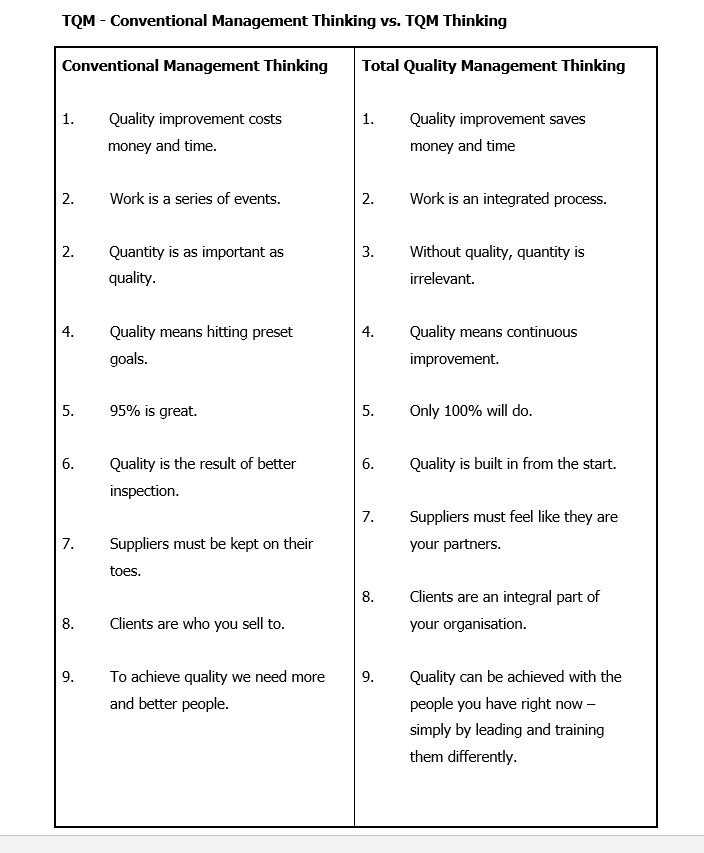 TQM - Conventional Management Thinking vs. TQM Thinking
Conventional Management Thinking
1. Quality improvement costs
money and time.
2. Work is a series of events.
2. Quantity is as important as
quality.
4. Quality means hitting preset
goals.
5. 95% is great.
6. Quality is the result of better
inspection.
7. Suppliers must be kept on their
toes.
8. Clients are who you sell to.
9. To achieve quality we need more
and better people.
Total Quality Management Thinking
1. Quality improvement saves
money and time
2. Work is an integrated process.
3. Without quality, quantity is
irrelevant.
4. Quality means continuous
improvement.
5. Only 100% will do.
6. Quality is built in from the start.
7. Suppliers must feel like they are
your partners.
8. Clients are an integral part of
your organisation.
9. Quality can be achieved with the
people you have right now –
simply by leading and training
them differently.